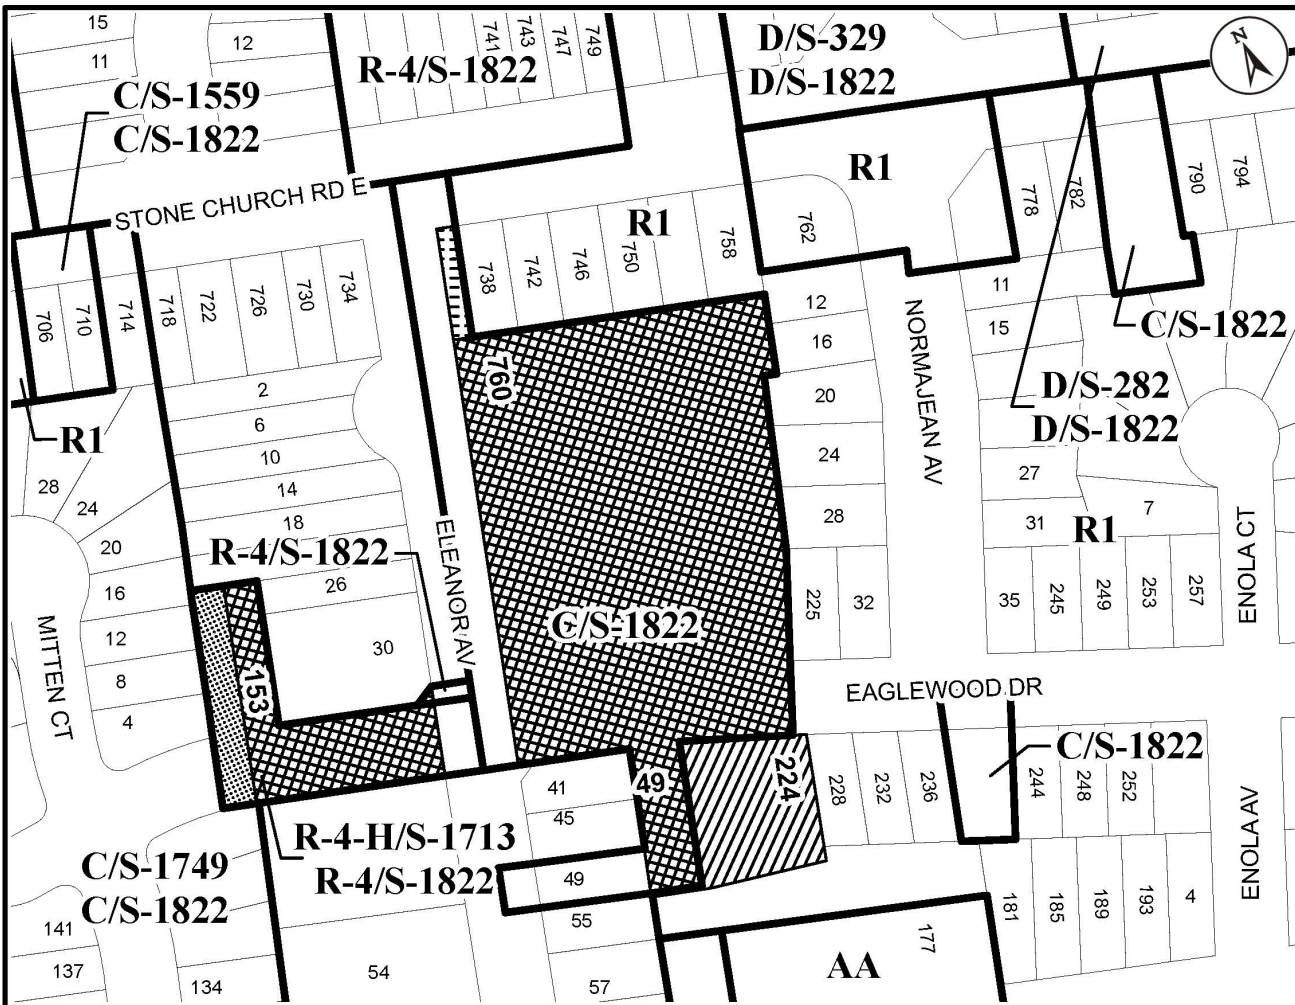 15
12
11
741
743
747
749
R-4/S-1822
D/S-329
D/S-1822
N
C/S-1559
C/S-1822
STONE CHURCH RD E
R1
R1
778
782
790
794
706
710
714
718
722
726
730
734
738
742
746
750
758
762
11
15
12
16
20
24
28
225
32
C/S-1822
D/S-282
D/S-1822
NORMAJEAN AV
R1
28
24
20
16
12
8
4
MITTEN CT
2
6
10
14
18
26
30
R-4/S-1822
ELEANOR AV
760
C/S-1822
27
31
R1
7
35
245
249
253
257
ENOLA CT
EAGLEWOOD DR
153
C/S-1822
41
45
49
49
55
57
224
228
232
236
244
248
252
ENOLA AV
R-4-H/S-1713
R-4/S-1822
C/S-1749
C/S-1822
141
137
134
54
181
185
189
193
4
177
AA